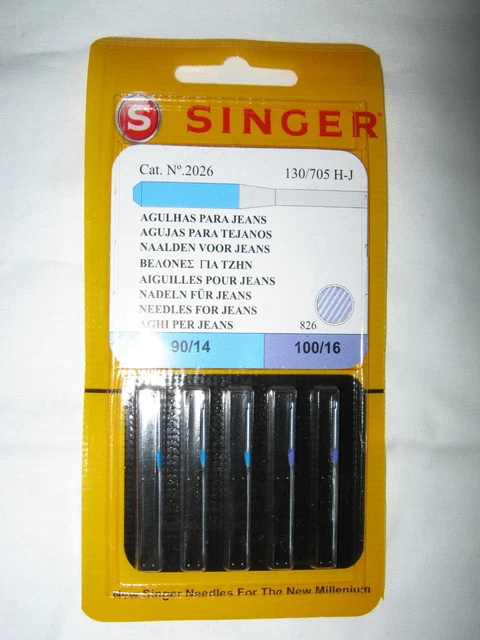 S SINGER
Cat. Nº.2026 130/705 H-J
AGULHAS PARA JEANS
AGUJAS PARA TEJANOS
NAALDEN VOOR JEANS
ΒΕΛΟΝΕΣ ΓΙΑ ΤΖΗΝ
AIGUILLES POUR JEANS
NADELN FÜR JEANS
NEEDLES FOR JEANS
AGHI PER JEANS 826
90/14 100/16
New Singer Needles For The New Millenium